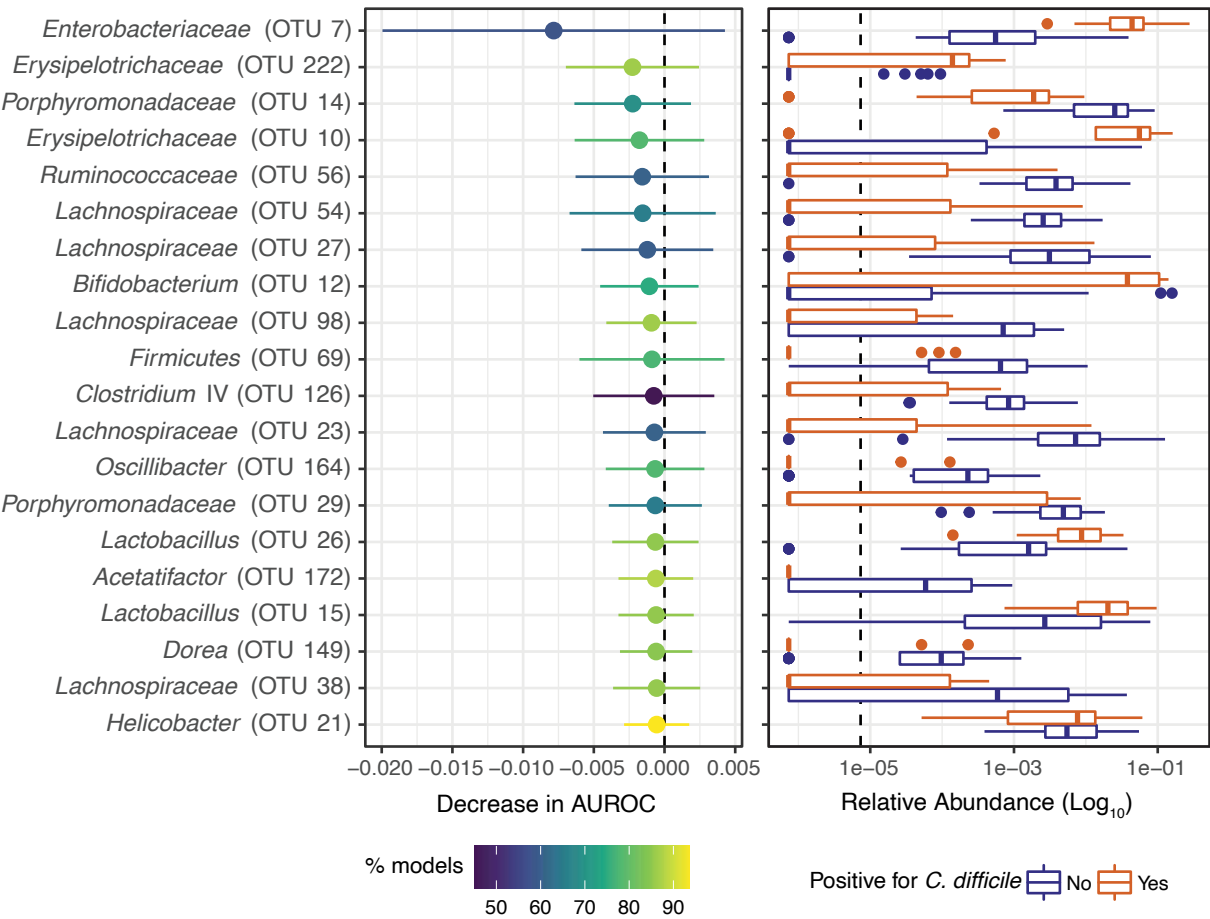 Enterobacteriaceae (OTU 7)
Erysipelotrichaceae (OTU 222)
Porphyromonadaceae (OTU 14)
Erysipelotrichaceae (OTU 10)
Ruminococcaceae (OTU 56)
Lachnospiraceae (OTU 54)
Lachnospiraceae (OTU 27)
Bifidobacterium (OTU 12)
Lachnospiraceae (OTU 98)
Firmicutes (OTU 69)
Clostridium IV (OTU 126)
Lachnospiraceae (OTU 23)
Oscillibacter (OTU 164)
Porphyromonadaceae (OTU 29)
Lactobacillus (OTU 26)
Acetatifactor (OTU 172)
Lactobacillus (OTU 15)
Dorea (OTU 149)
Lachnospiraceae (OTU 38)
Helicobacter (OTU 21)
−0.020 −0.015 −0.010 −0.005 0.000 0.005
Decrease in AUROC
1e−05 1e−03 1e−01
Relative Abundance (Log₁₀)
% models
50 60 70 80 90
Positive for C. difficile No Yes